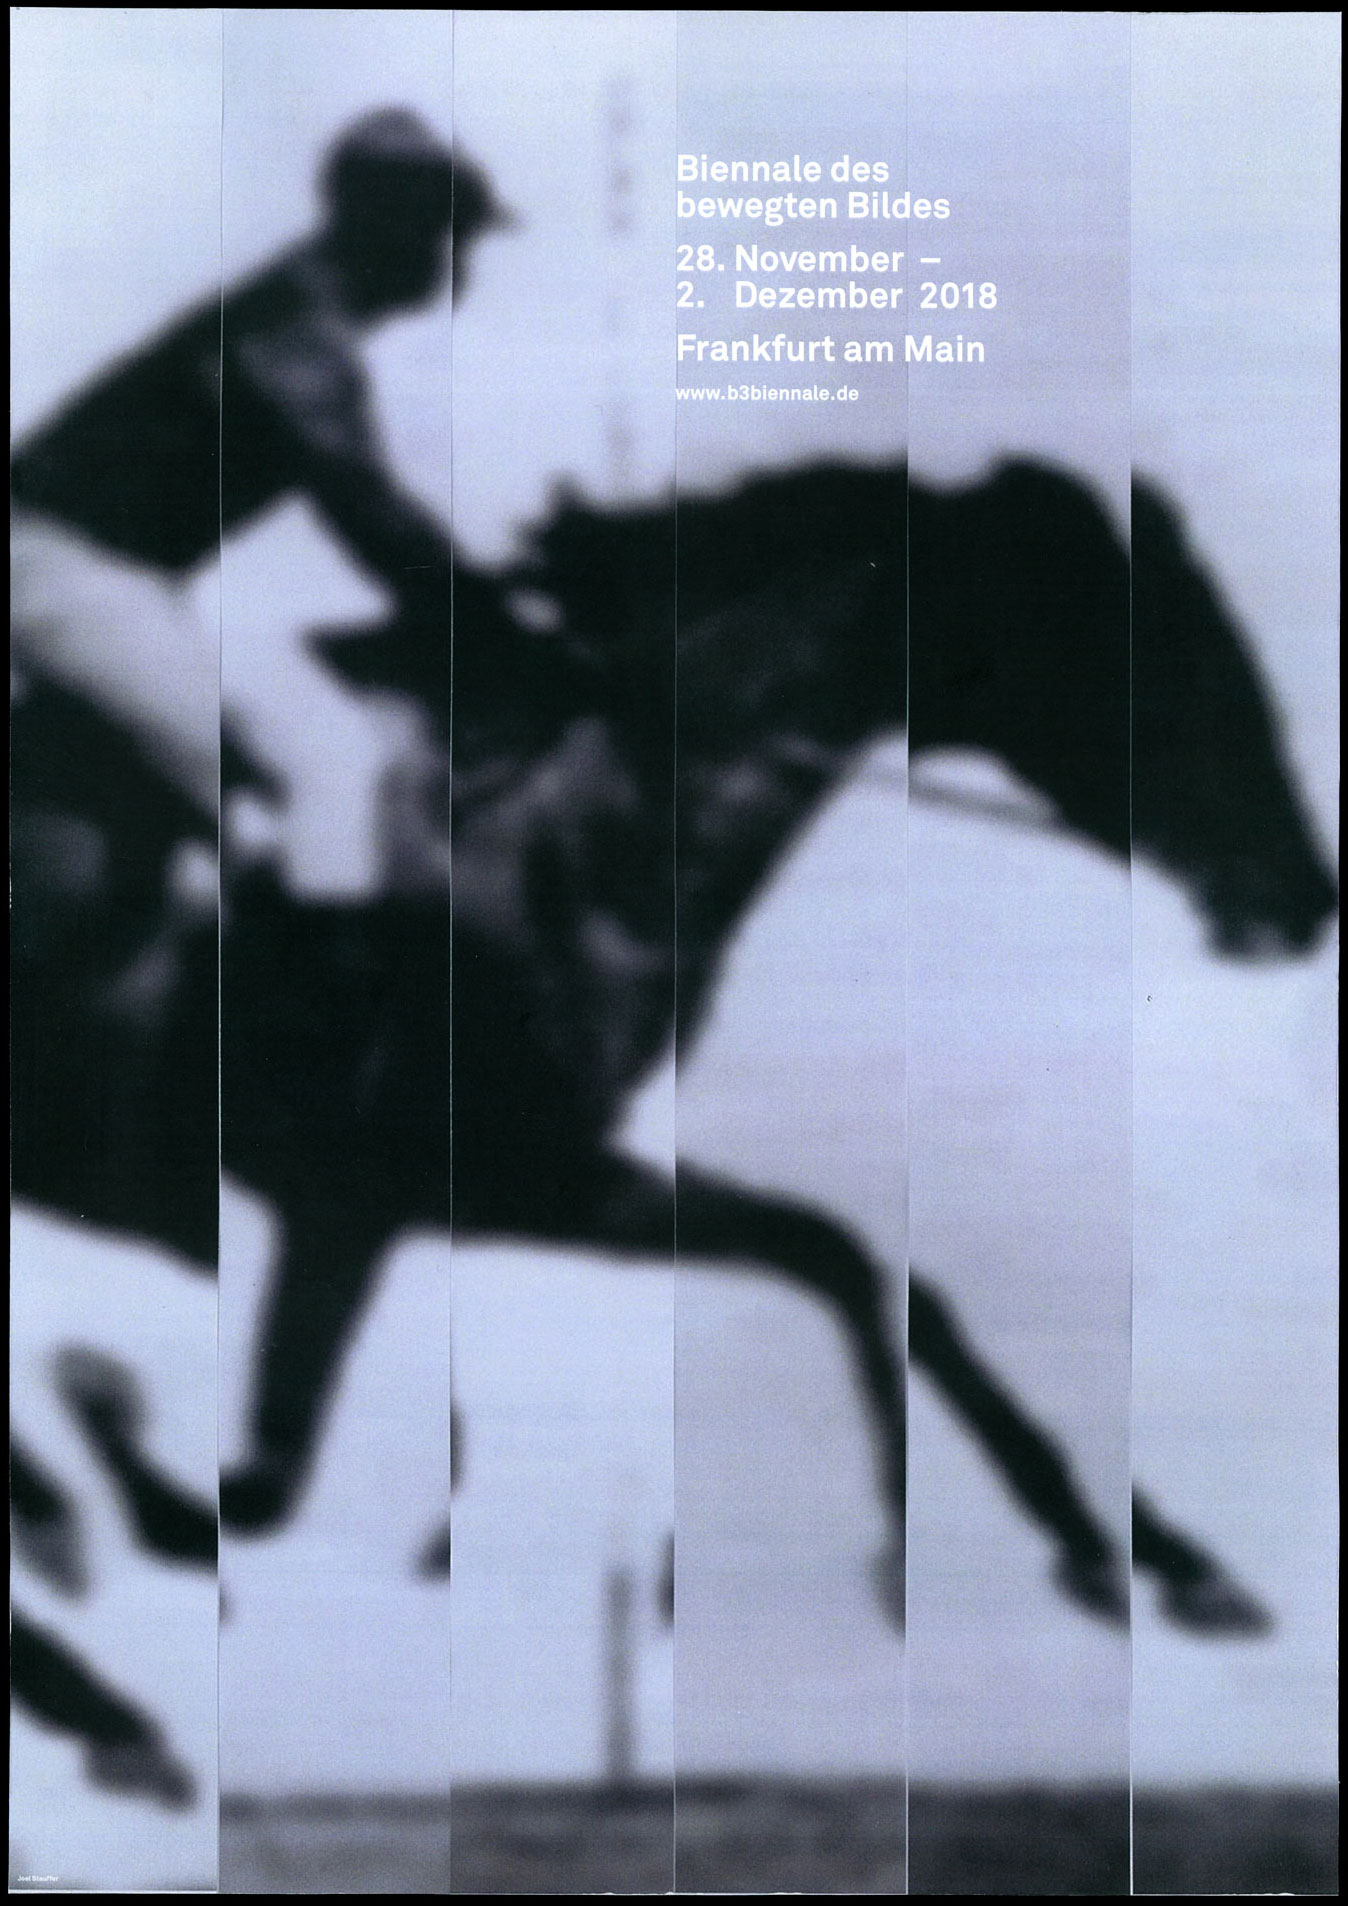 Biennale des
bewegten Bildes
28. November –
2. Dezember 2018
Frankfurt am Main
www.b3biennale.de
Joel Stauffer